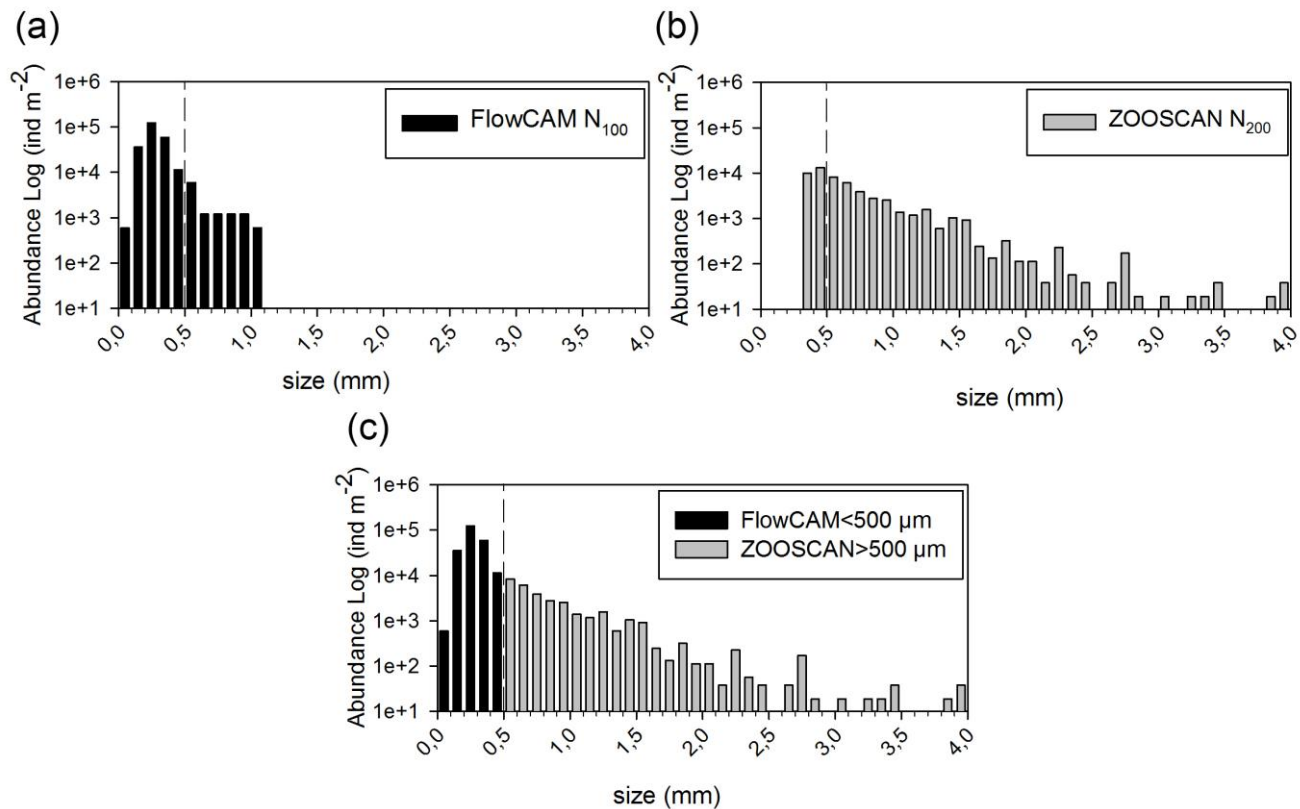 (a)
Abundance Log (ind m-2)
1e+6
1e+5
1e+4
1e+3
1e+2
1e+1
FlowCAM N100
0,0 0,5 1,0 1,5 2,0 2,5 3,0 3,5 4,0
size (mm)
(b)
Abundance Log (ind m-2)
1e+6
1e+5
1e+4
1e+3
1e+2
1e+1
ZOOSCAN N200
0,0 0,5 1,0 1,5 2,0 2,5 3,0 3,5 4,0
size (mm)
(c)
Abundance Log (ind m-2)
1e+6
1e+5
1e+4
1e+3
1e+2
1e+1
FlowCAM<500 µm
ZOOSCAN>500 µm
0,0 0,5 1,0 1,5 2,0 2,5 3,0 3,5 4,0
size (mm)